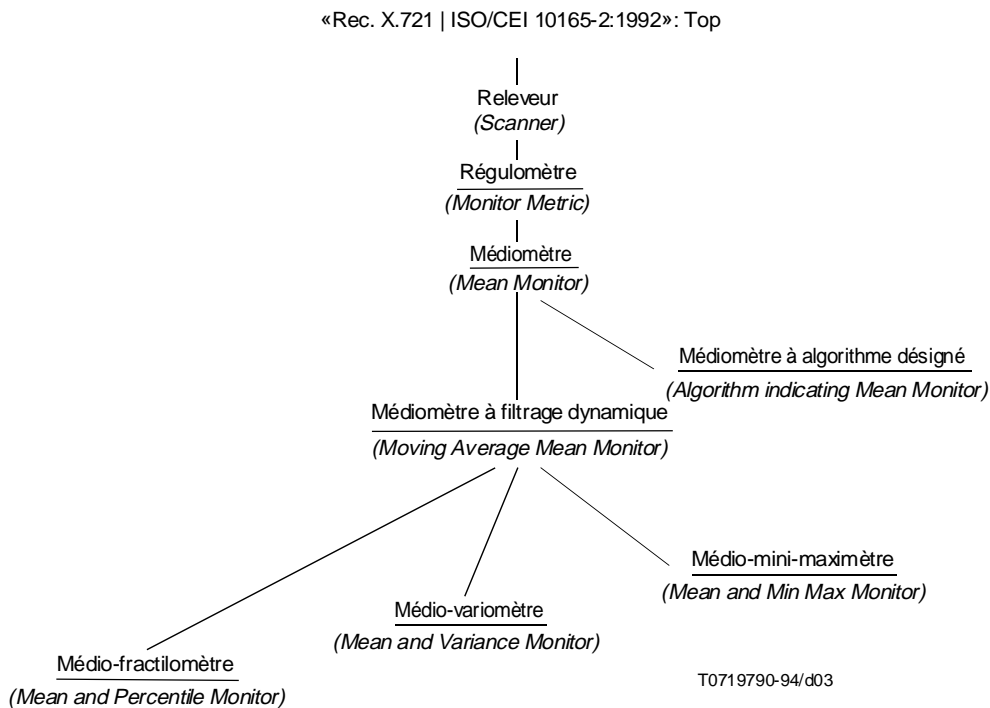 «Rec. X.721 | ISO/CEI 10165-2:1992»: Top
Releveur
(Scanner)
Régulomètre
(Monitor Metric)
Médiomètre
(Mean Monitor)
Médiomètre à algorithme désigné
(Algorithm indicating Mean Monitor)
Médiomètre à filtrage dynamique
(Moving Average Mean Monitor)
Médio-mini-maximètre
(Mean and Min Max Monitor)
Médio-variomètre
(Mean and Variance Monitor)
Médio-fractilomètre
(Mean and Percentile Monitor)
T0719790-94/d03